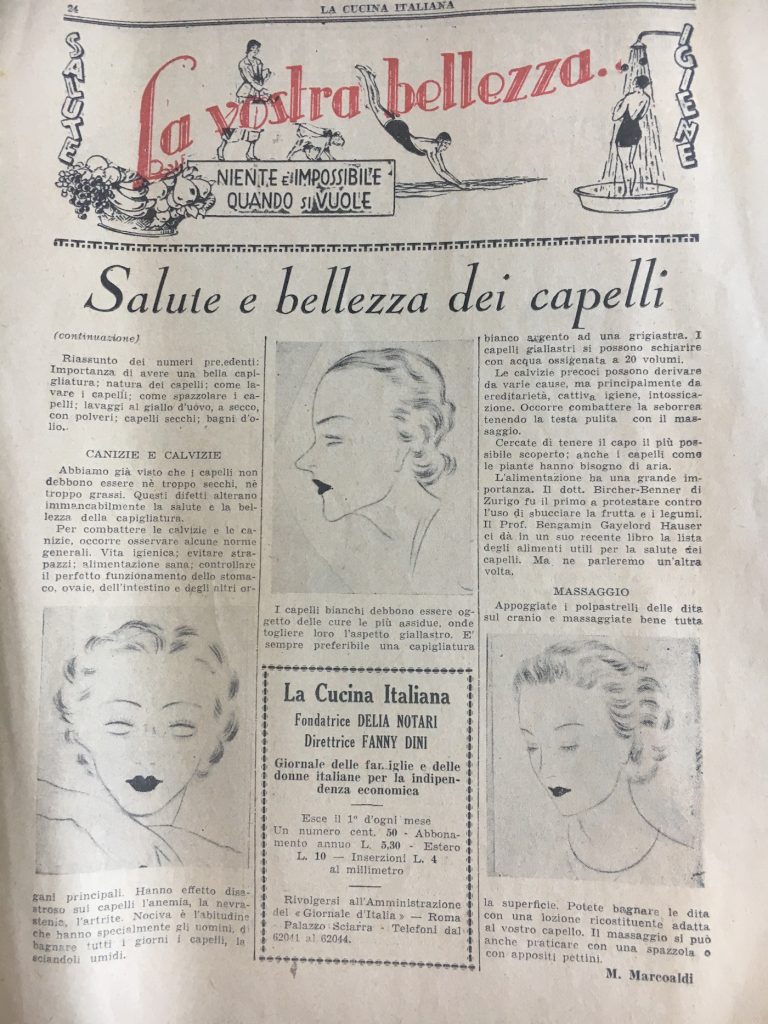 24
LA CUCINA ITALIANA
SALUTE
La vostra bellezza..
IGIENE
NIENTE È IMPOSSIBILE
QUANDO SI VUOLE
Salute e bellezza dei capelli
(continuazione)
Riassunto dei numeri pre.edenti:
Importanza di avere una bella capi-
gliatura; natura dei capelli; come la-
vare i capelli; come spazzolare i ca-
pelli; lavaggi al giallo d'uovo, a secco,
con polveri; capelli secchi; bagni d'o-
lio.
CANIZIE E CALVIZIE
Abbiamo già visto che i capelli non
debbono essere nè troppo secchi, nè
troppo grassi. Questi difetti alterano
immancabilmente la salute e la bel-
lezza della capigliatura.
Per combattere le calvizie e le ca-
nizie, occorre osservare alcune norme
generali. Vita igienica; evitare stra-
pazzi; alimentazione sana; controllare
il perfetto funzionamento dello stoma-
co, ovaie, dell'intestino e degli altri or-
gani principali. Hanno effetto disa-
stroso sui capelli l'anemia, la nevra-
stenia, l'artrite. Nociva è l'abitudine
che hanno specialmente gli uomini, di
bagnare tutti i giorni i capelli, la
sciandoli umidi.
I capelli bianchi debbono essere og-
getto delle cure le più assidue, onde
togliere loro l'aspetto giallastro. E'
sempre preferibile una capigliatura
La Cucina Italiana
Fondatrice DELIA NOTARI
Direttrice FANNY DINI
Giornale delle fam.iglie e delle
donne italiane per la indipen-
denza economica
Esce il 1° d'ogni mese
Un numero cent. 50 - Abbona-
mento annuo L. 5,30 - Estero
L. 10 — Inserzioni L. 4
al millimetro
Rivolgersi all'Amministrazione
del «Giornale d'Italia» — Roma
Palazzo Sciarra - Telefoni dal
62041 al 62044.
bianco argento ad una grigiastra. I
capelli giallastri si possono schiarire
con acqua ossigenata a 20 volumi.
Le calvizie precoci possono derivare
da varie cause, ma principalmente da
ereditarietà, cattiva igiene, intossica-
zione. Occorre combattere la seborrea
tenendo la testa pulita con il mas-
saggio.
Cercate di tenere il capo il più pos-
sibile scoperto; anche i capelli come
le piante hanno bisogno di aria.
L'alimentazione ha una grande im-
portanza. Il dott. Bircher-Benner di
Zurigo fu il primo a protestare contro
l'uso di sbucciare la frutta e i legumi.
Il Prof. Bengamin Gayelord Hauser
ci dà in un suo recente libro la lista
degli alimenti utili per la salute dei
capelli. Ma ne parleremo un'altra
volta.
MASSAGGIO
Appoggiate i polpastrelli delle dita
sul cranio e massaggiate bene tutta
la superficie. Potete bagnare le dita
con una lozione ricostituente adatta
al vostro capello. Il massaggio si può
anche praticare con una spazzola o
con appositi pettini.
M. Marcoaldi